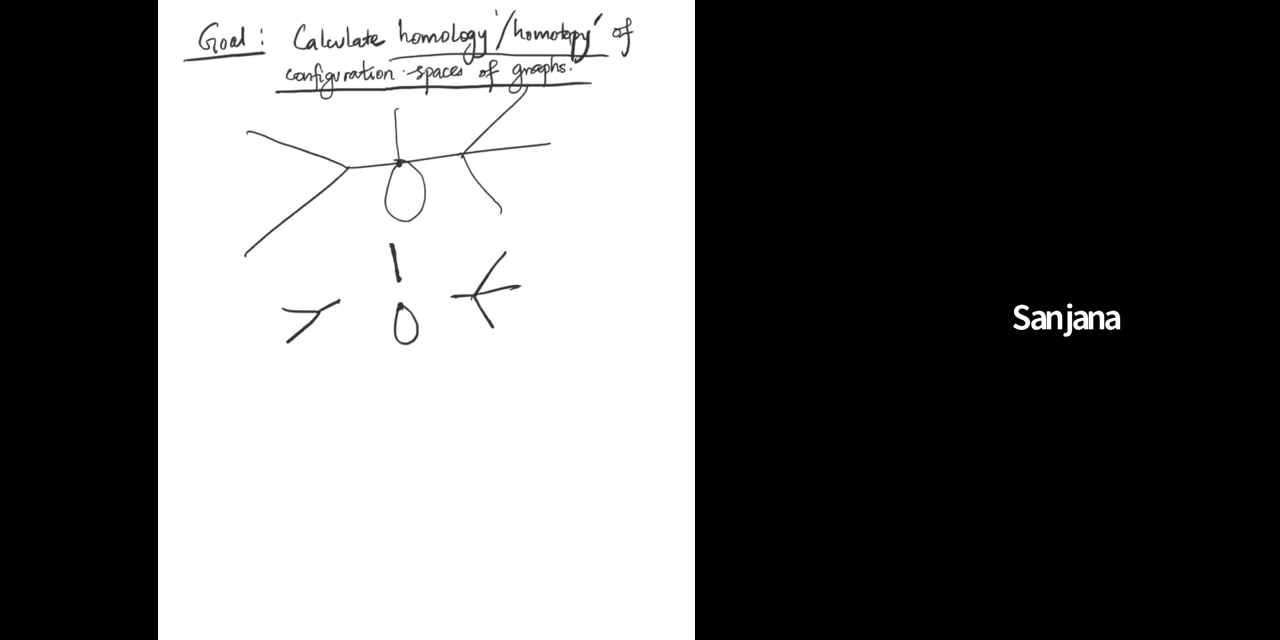 Goal: Calculate homology/'homotopy' of
configuration spaces of graphs.
Sanjana